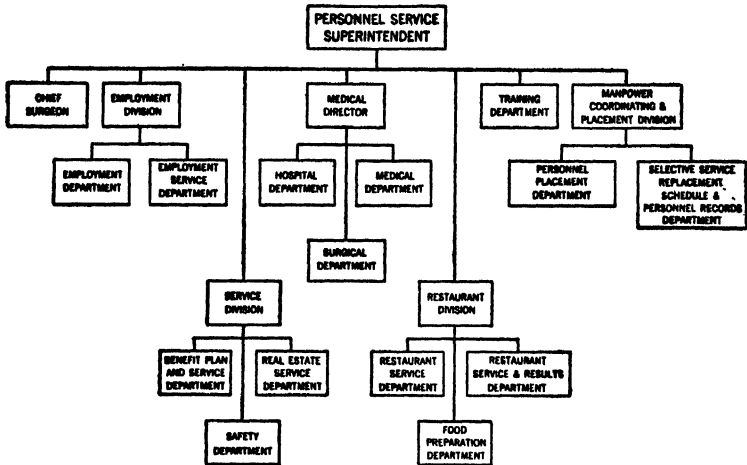 PERSONNEL SERVICE
SUPERINTENDENT
CHIEF
SURGEON
EMPLOYMENT
DIVISION
MEDICAL
DIRECTOR
TRAINING
DEPARTMENT
MANPOWER
COORDINATING &
PLACEMENT DIVISION
EMPLOYMENT
DEPARTMENT
EMPLOYMENT
SERVICE
DEPARTMENT
HOSPITAL
DEPARTMENT
MEDICAL
DEPARTMENT
PERSONNEL
PLACEMENT
DEPARTMENT
SELECTIVE SERVICE
REPLACEMENT
SCHEDULE &
PERSONNEL RECORDS
DEPARTMENT
SURGICAL
DEPARTMENT
SERVICE
DIVISION
RESTAURANT
DIVISION
BENEFIT PLAN
AND SERVICE
DEPARTMENT
REAL ESTATE
SERVICE
DEPARTMENT
RESTAURANT
SERVICE
DEPARTMENT
RESTAURANT
SERVICE & RESULTS
DEPARTMENT
SAFETY
DEPARTMENT
FOOD
PREPARATION
DEPARTMENT